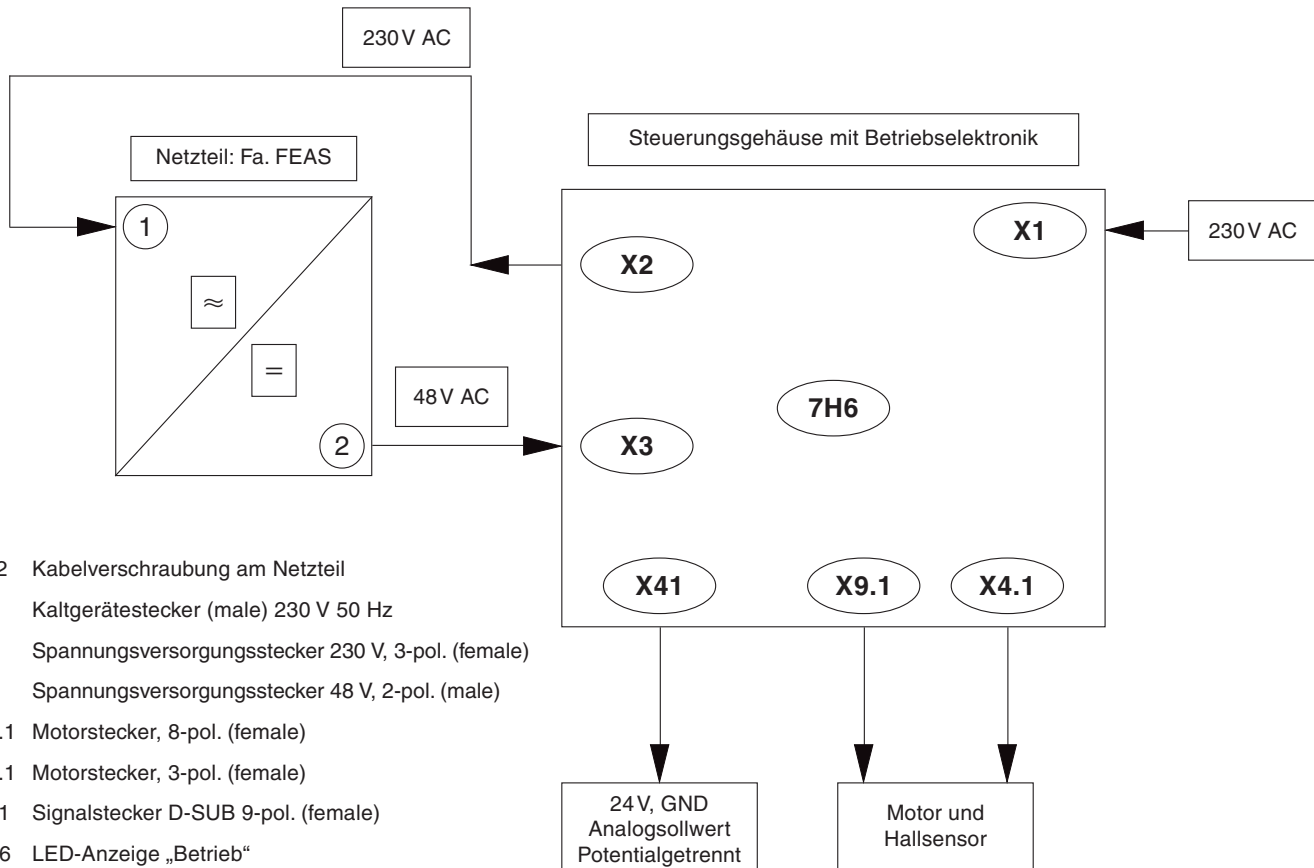 230 V AC
Netzteil: Fa. FEAS
Steuerungsgehäuse mit Betriebselektronik
1
X1
230 V AC
X2
≈
=
48 V AC
7H6
2
X3
X41
X9.1
X4.1
2 Kabelverschraubung am Netzteil
Kaltgerätestecker (male) 230 V 50 Hz
Spannungsversorgungsstecker 230 V, 3-pol. (female)
Spannungsversorgungsstecker 48 V, 2-pol. (male)
.1 Motorstecker, 8-pol. (female)
.1 Motorstecker, 3-pol. (female)
1 Signalstecker D-SUB 9-pol. (female)
6 LED-Anzeige „Betrieb“
24 V, GND
Analogsollwert
Potentialgetrennt
Motor und
Hallsensor